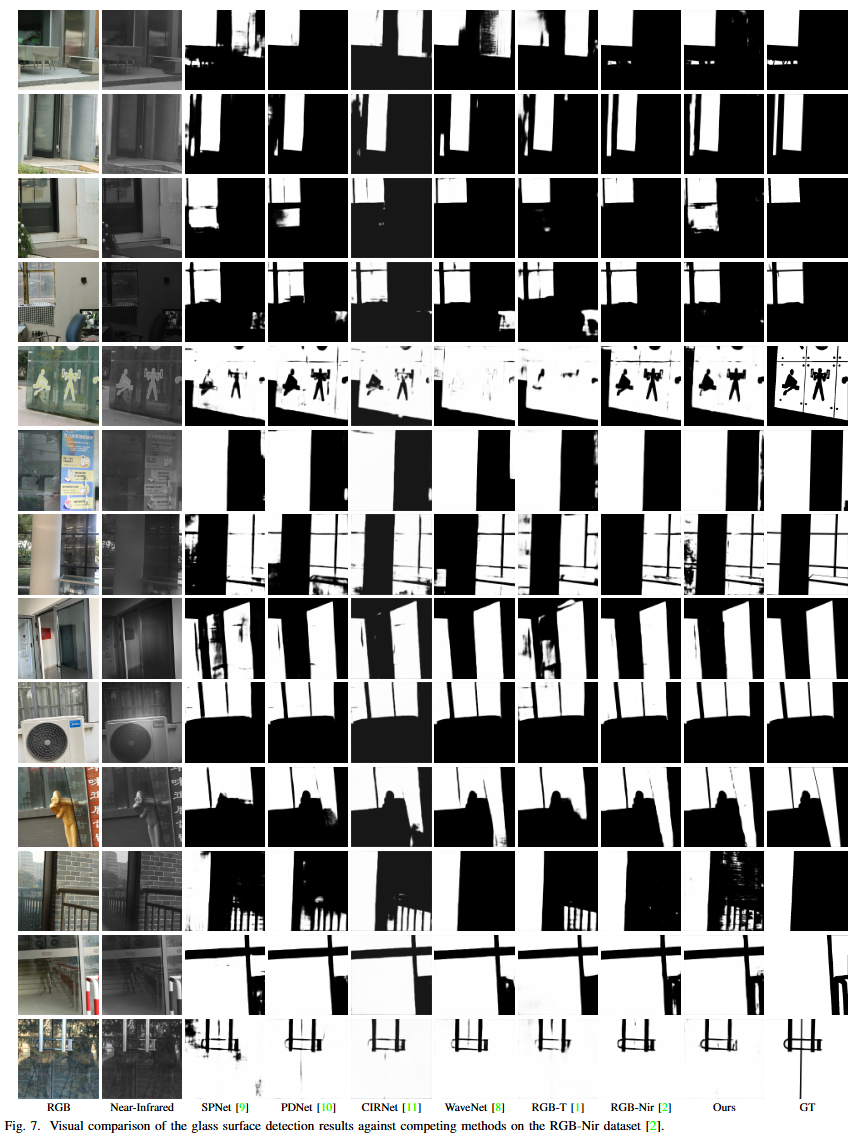 RGB Near-Infrared SPNet [9] PDNet [10] CIRNet [11] WaveNet [8] RGB-T [1] RGB-Nir [2] Ours GT
Fig. 7. Visual comparison of the glass surface detection results against competing methods on the RGB-Nir dataset [2].